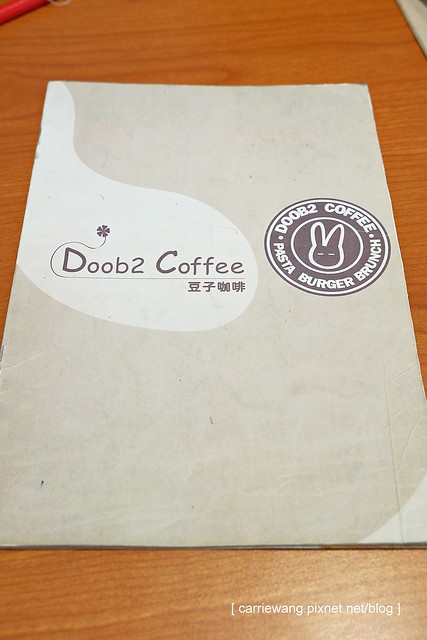 Doob2 Coffee
豆子咖啡
DOOB2 COFFEE
• PASTA BURGER BRUNCH •
[ carriewang.pixnet.net/blog ]